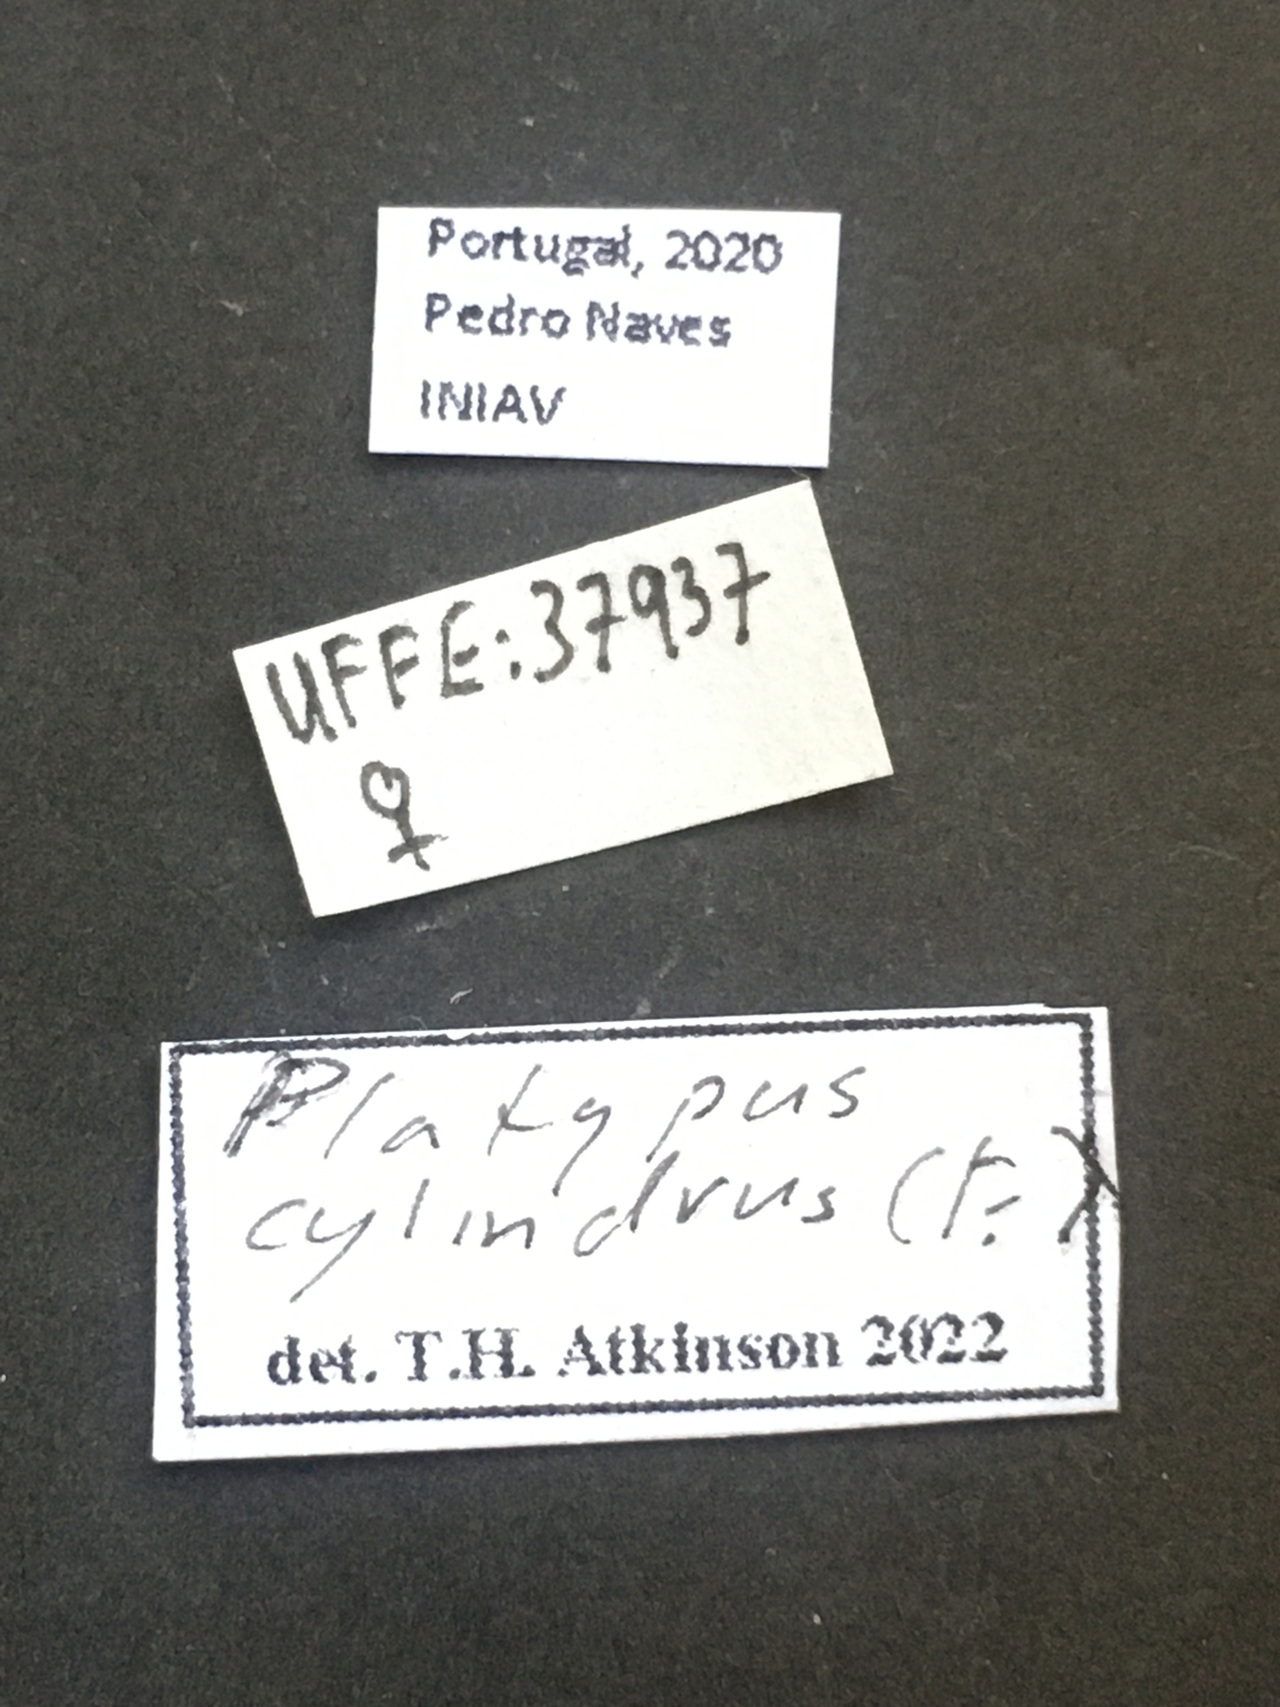 Portugal, 2020
Pedro Naves
INIAV
UFFE:37937
♀
Platypus
cylindrus (F.)
det. T.H. Atkinson 2022